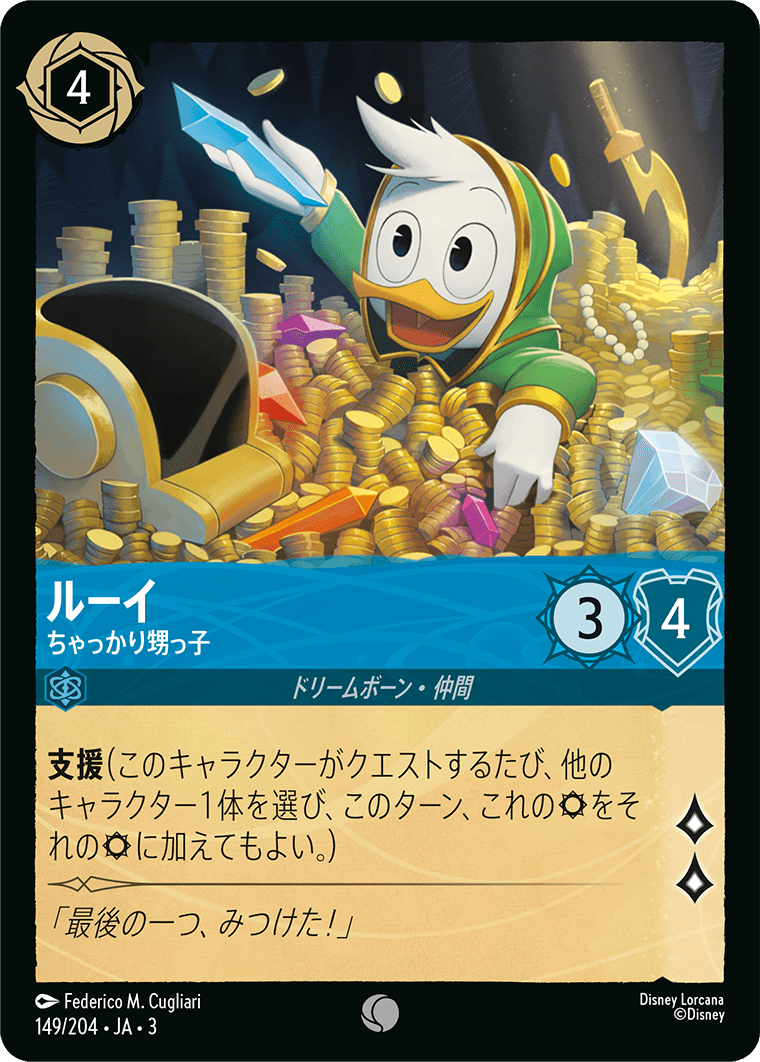 4
ルーイ
ちゃっかり甥っ子
3
4
ドリームボーン・仲間
支援(このキャラクターがクエストするたび、他の
キャラクター1体を選び、このターン、これのをそ
れのに加えてもよい。)
「最後の一つ、みつけた!」
Federico M. Cugliari
149/204・JA・3
Disney Lorcana
©Disney